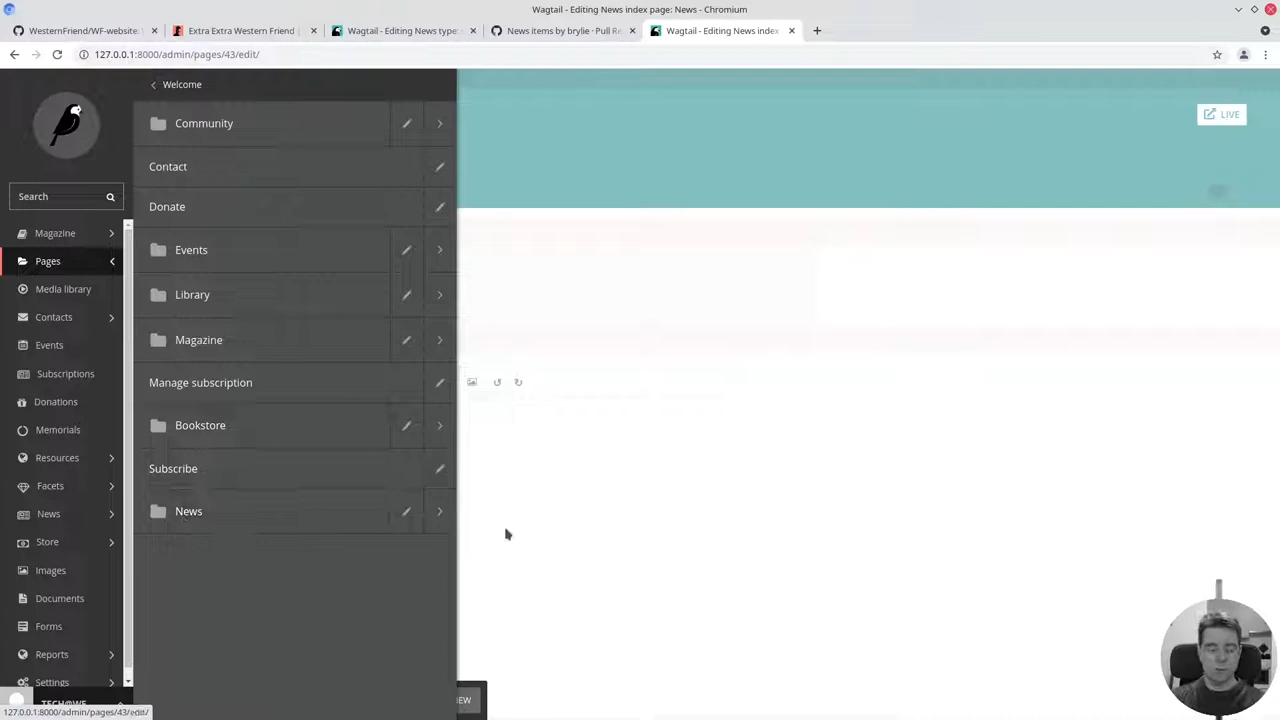 Wagtail - Editing News index page: News - Chromium
WesternFriend/WF-website:
Extra Extra Western Friend |
Wagtail - Editing News type:
News items by brylie · Pull Re
Wagtail - Editing News index
127.0.0.1:8000/admin/pages/43/edit/
Welcome
Search
Magazine
Pages
Media library
Contacts
Events
Subscriptions
Donations
Memorials
Resources
Facets
News
Store
Images
Documents
Forms
Reports
Settings
TECH@WE
Community
Contact
Donate
Events
Library
Magazine
Manage subscription
Bookstore
Subscribe
News
LIVE
EW
127.0.0.1:8000/admin/pages/43/edit/